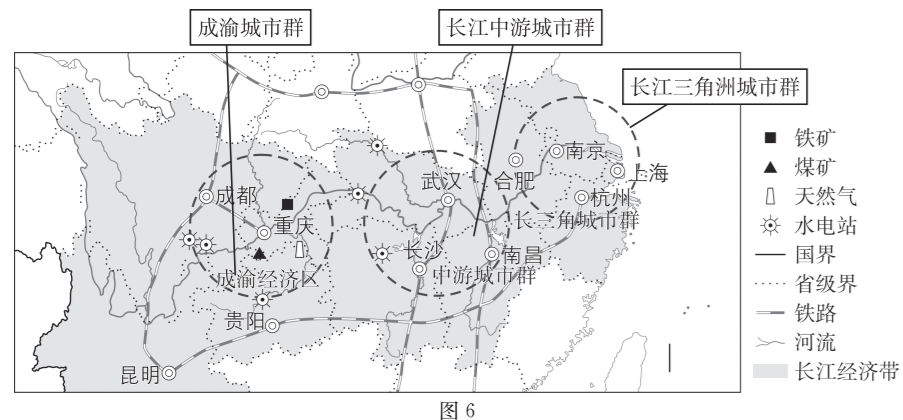 成渝城市群
长江中游城市群
长江三角洲城市群
铁矿
煤矿
天然气
水电站
国界
省级界
铁路
河流
长江经济带
成都
重庆
成渝经济区
贵阳
昆明
武汉
长沙
南昌
中游城市群
合肥
南京
上海
杭州
长三角城市群
图 6